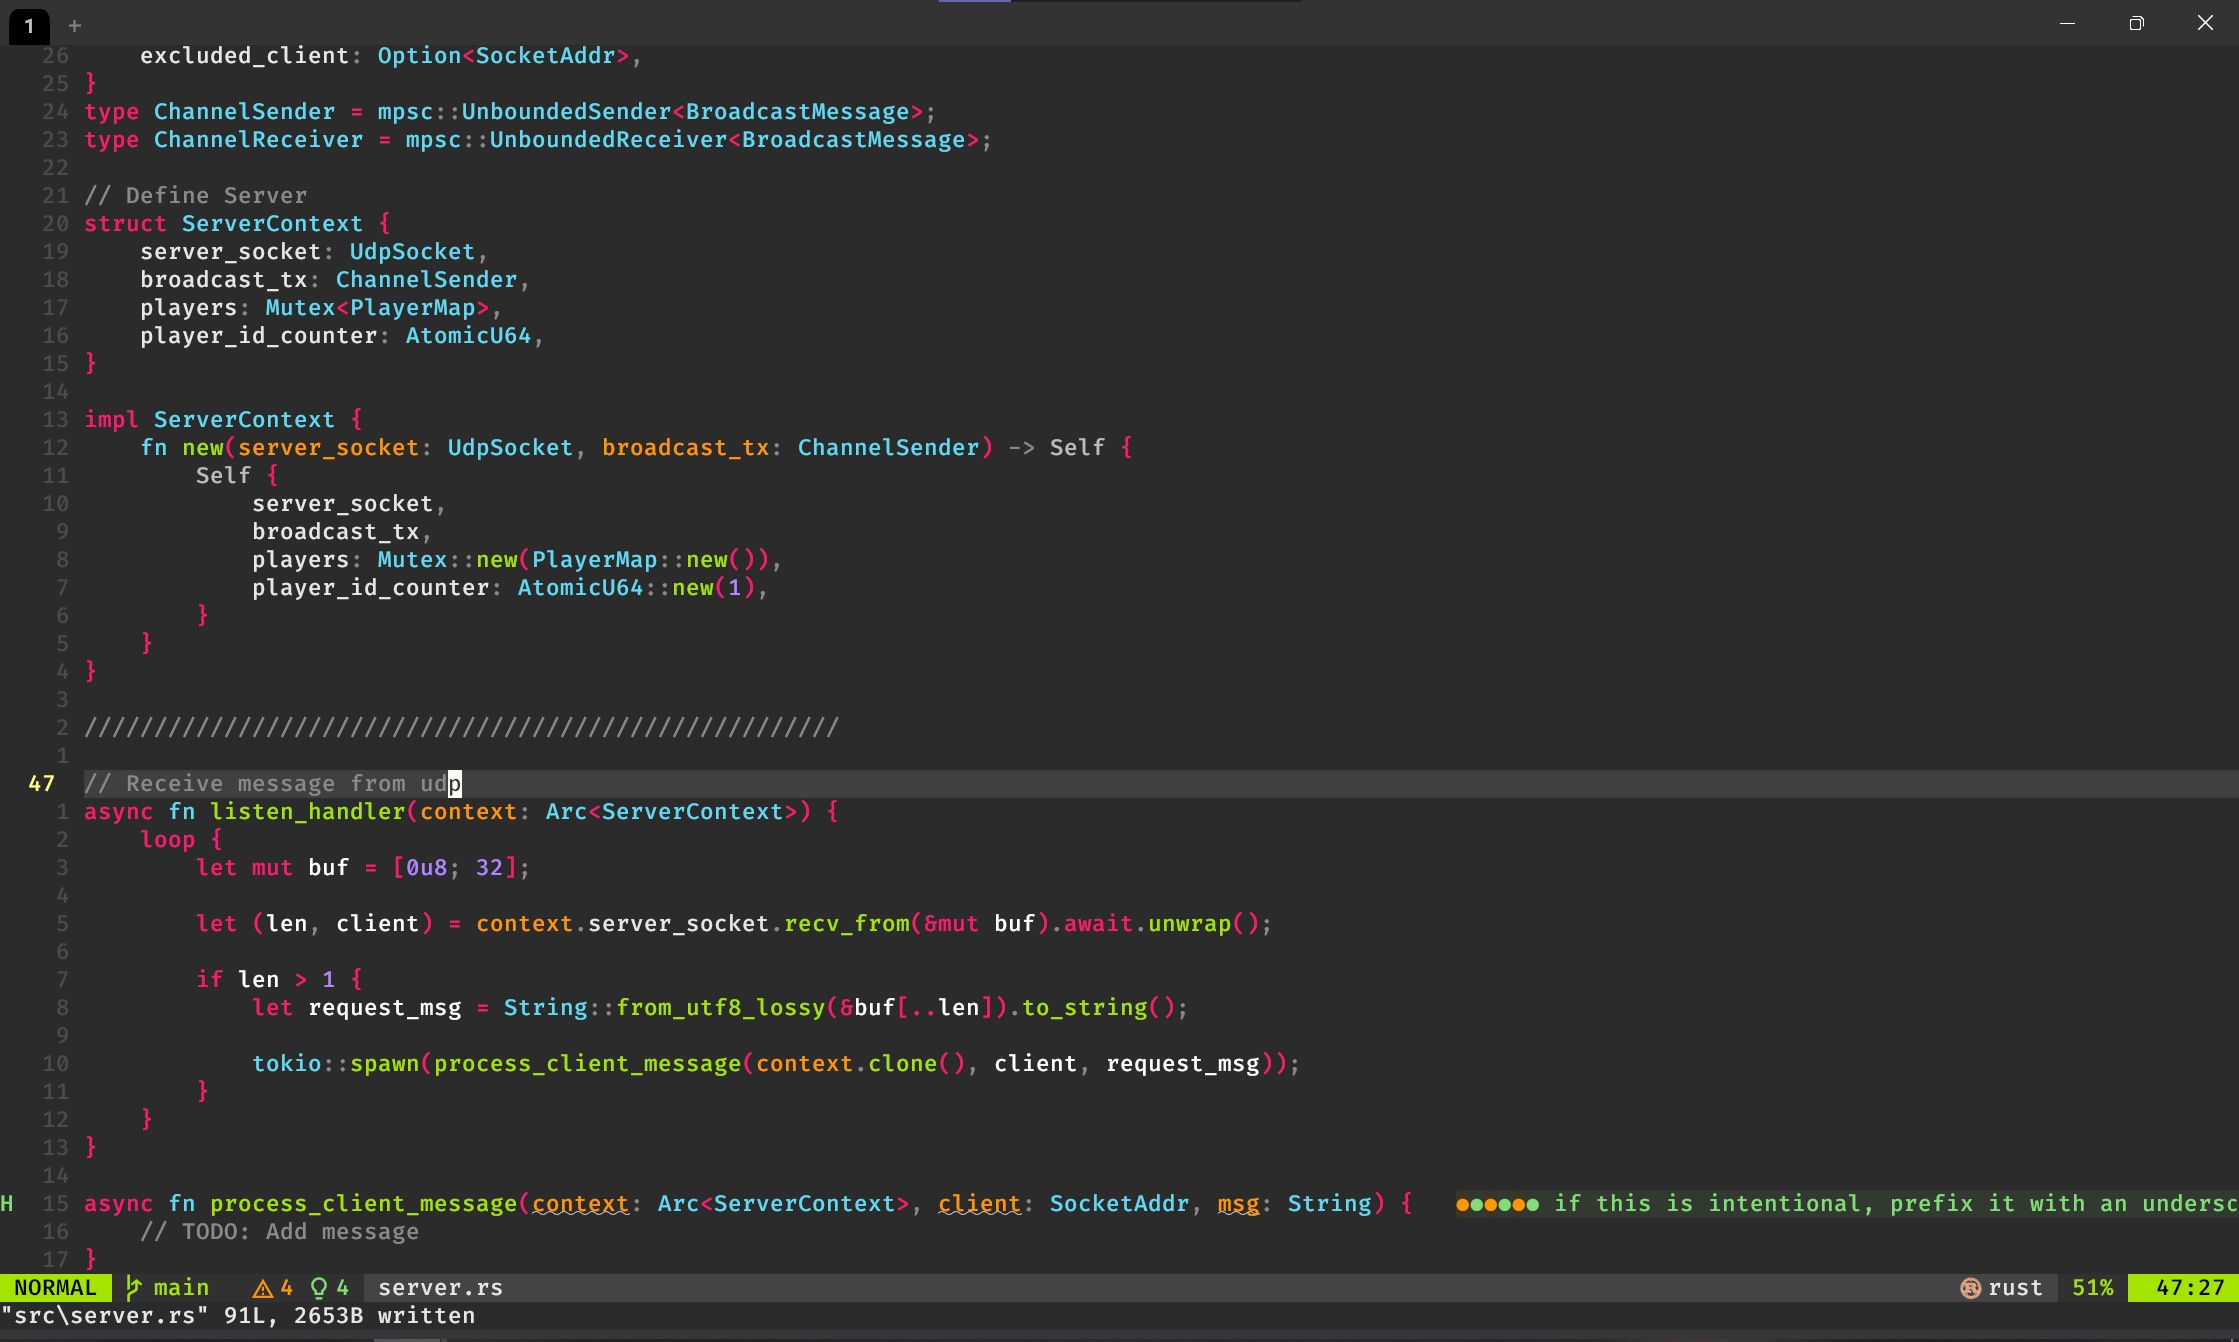 1 +
26     excluded_client: Option<SocketAddr>,
25 }
24 type ChannelSender = mpsc::UnboundedSender<BroadcastMessage>;
23 type ChannelReceiver = mpsc::UnboundedReceiver<BroadcastMessage>;
22
21 // Define Server
20 struct ServerContext {
19     server_socket: UdpSocket,
18     broadcast_tx: ChannelSender,
17     players: Mutex<PlayerMap>,
16     player_id_counter: AtomicU64,
15 }
14
13 impl ServerContext {
12     fn new(server_socket: UdpSocket, broadcast_tx: ChannelSender) -> Self {
11         Self {
10             server_socket,
9             broadcast_tx,
8             players: Mutex::new(PlayerMap::new()),
7             player_id_counter: AtomicU64::new(1),
6         }
5     }
4 }
3
2 //////////////////////////////////////////////////////
1
47 // Receive message from udp
1 async fn listen_handler(context: Arc<ServerContext>) {
2     loop {
3         let mut buf = [0u8; 32];
4
5         let (len, client) = context.server_socket.recv_from(&mut buf).await.unwrap();
6
7         if len > 1 {
8             let request_msg = String::from_utf8_lossy(&buf[..len]).to_string();
9
10             tokio::spawn(process_client_message(context.clone(), client, request_msg));
11         }
12     }
13 }
14
H 15 async fn process_client_message(context: Arc<ServerContext>, client: SocketAddr, msg: String) {   ●●●●●● if this is intentional, prefix it with an undersc
16     // TODO: Add message
17 }
NORMAL main 4 4 server.rs rust 51% 47:27
"src\server.rs" 91L, 2653B written